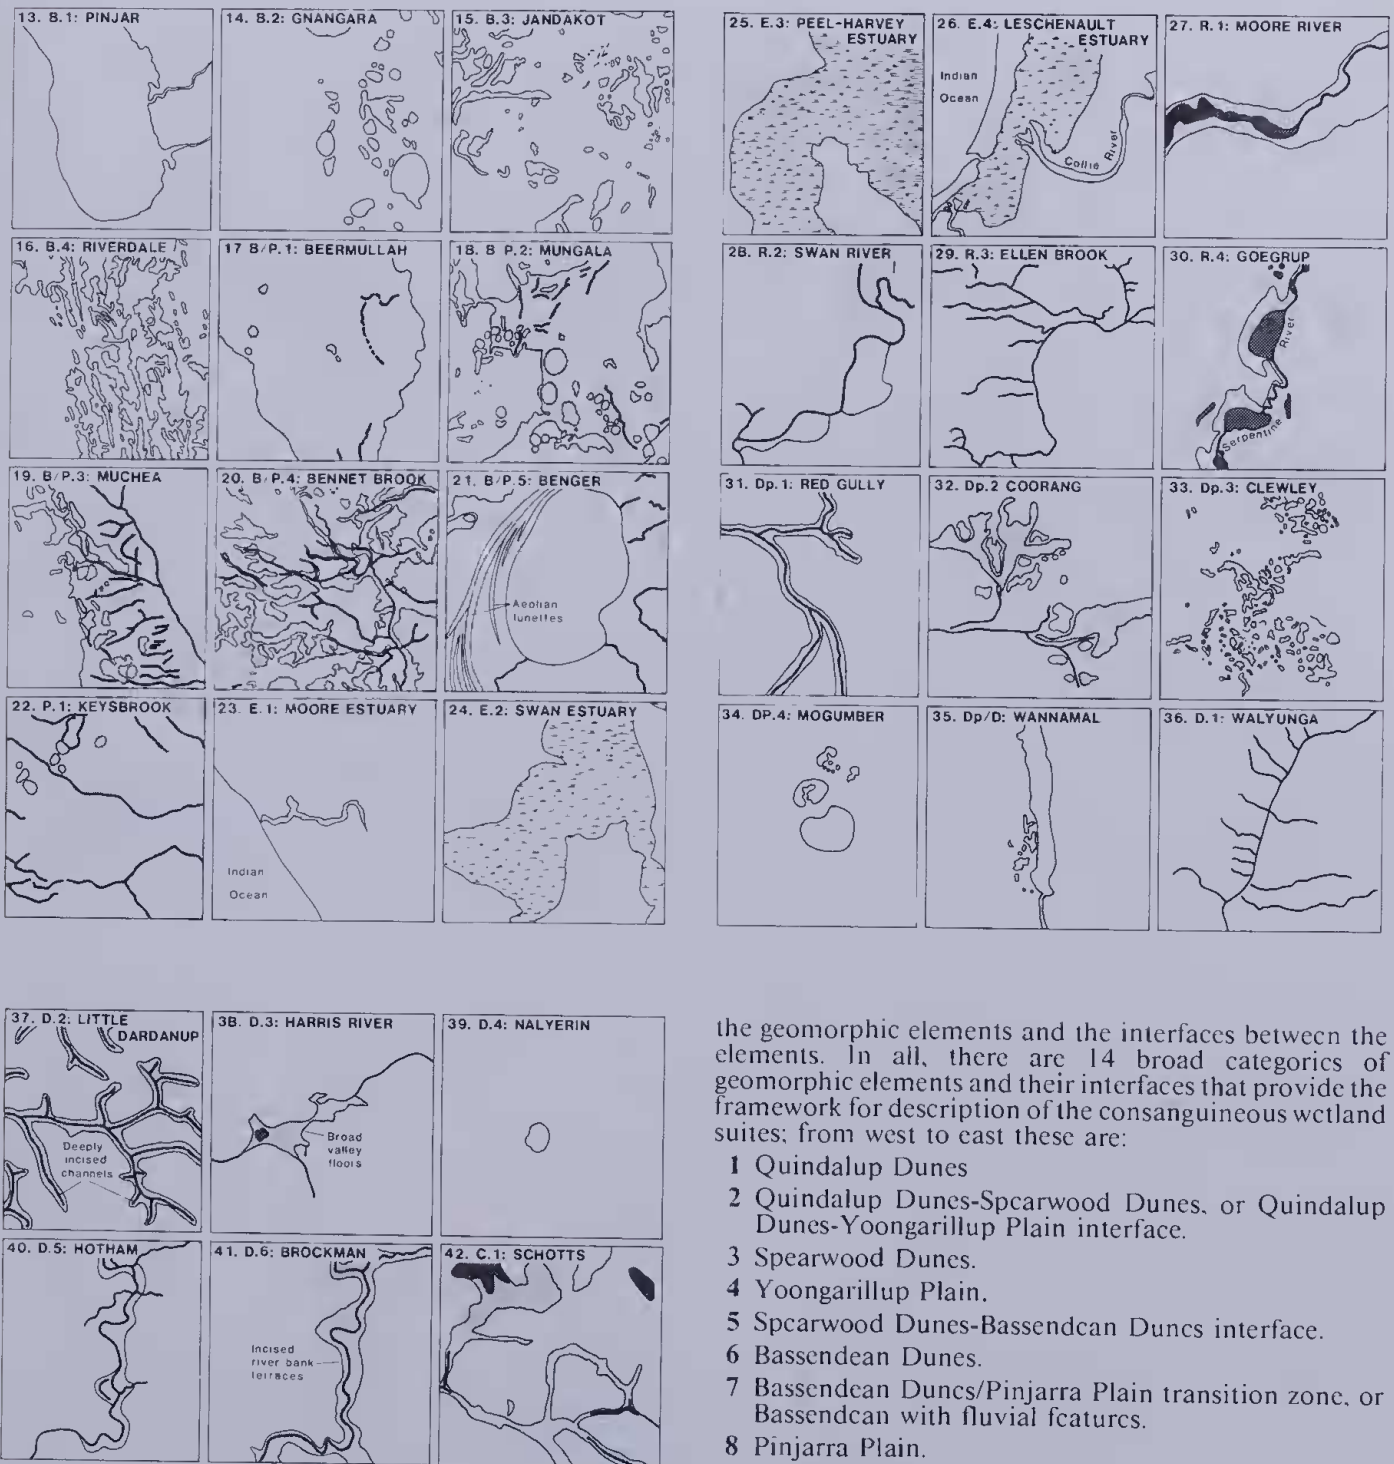 13. B.1: PINJAR
14. B.2: GNANGARA
15. B.3: JANDAKOT
16. B.4: RIVERDALE
17 B/P.1: BEERMULLAH
18. B P.2: MUNGALA
19. B/P.3: MUCHEA
20. B/P.4: BENNET BROOK
21. B/P.5: BENGER
Aeolian
lunettes
22. P.1: KEYSBROOK
23. E.1: MOORE ESTUARY
Indian
Ocean
24. E.2: SWAN ESTUARY
25. E.3: PEEL-HARVEY
ESTUARY
26. E.4: LESCHENAULT
ESTUARY
Indian
Ocean
Collie River
27. R.1: MOORE RIVER
28. R.2: SWAN RIVER
29. R.3: ELLEN BROOK
30. R.4: GOEGRUP
River
Serpentine
31. Dp.1: RED GULLY
32. Dp.2 COORANG
33. Dp.3: CLEWLEY
34. DP.4: MOGUMBER
35. Dp/D: WANNAMAL
36. D.1: WALYUNGA
37. D.2: LITTLE
DARDANUP
Deeply
incised
channels
38. D.3: HARRIS RIVER
Broad
valley
floors
39. D.4: NALYERIN
40. D.5: HOTHAM
41. D.6: BROCKMAN
Incised
river bank
terraces
42. C.1: SCHOTTS
the geomorphic elements and the interfaces between the
elements. In all, there are 14 broad categories of
geomorphic elements and their interfaces that provide the
framework for description of the consanguineous wetland
suites; from west to east these are:
1 Quindalup Dunes
2 Quindalup Dunes-Spearwood Dunes, or Quindalup
Dunes-Yoongarillup Plain interface.
3 Spearwood Dunes.
4 Yoongarillup Plain.
5 Spearwood Dunes-Bassendean Dunes interface.
6 Bassendean Dunes.
7 Bassendean Dunes/Pinjarra Plain transition zone, or
Bassendean with fluvial features.
8 Pinjarra Plain.